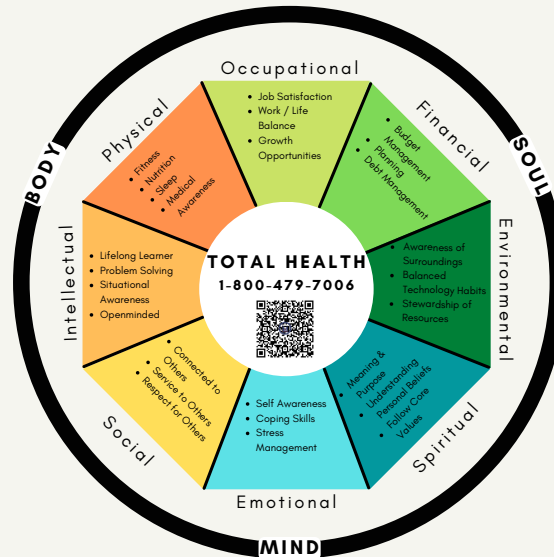 Occupational
• Job Satisfaction
• Work / Life
Balance
• Growth
Opportunities
Financial
• Budget
Management
• Planning
• Debt Management
SOUL
Environmental
• Awareness of
Surroundings
• Balanced
Technology Habits
• Stewardship of
Resources
Spiritual
• Meaning &
Purpose
• Understanding
Personal Beliefs
• Follow Core
Values
MIND
Emotional
• Self Awareness
• Coping Skills
• Stress
Management
Social
• Connected to
Others
• Service to Others
• Respect for Others
Intellectual
• Lifelong Learner
• Problem Solving
• Situational
Awareness
• Openminded
BODY
Physical
• Fitness
• Nutrition
• Sleep
• Medical
Awareness
TOTAL HEALTH
1-800-479-7006